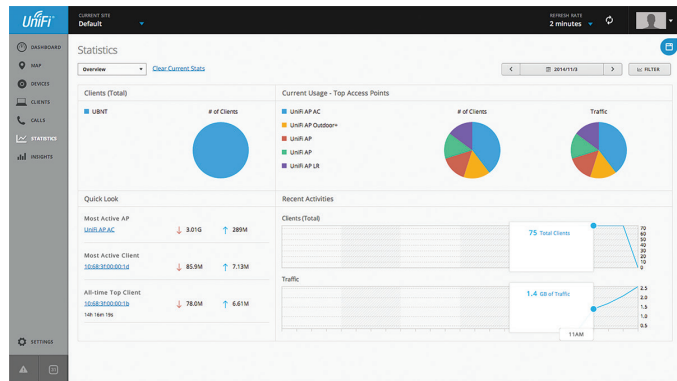 UniFi
CURRENT SITE
Default
REFRESH RATE
2 minutes
DASHBOARD
MAP
DEVICES
CLIENTS
CALLS
STATISTICS
INSIGHTS
SETTINGS
Statistics
Overview
Clear Current Stats
2014/11/3
FILTER
Clients (Total)
UBNT
# of Clients
Current Usage - Top Access Points
UniFi AP AC
UniFi AP Outdoor+
UniFi AP
UniFi AP
UniFi AP LR
# of Clients
Traffic
Quick Look
Most Active AP
UniFi AP AC
3.01G
289M
Most Active Client
10:68:3f:00:00:1d
85.9M
7.13M
All-time Top Client
10:68:3f:00:00:1b
78.0M
6.61M
14h 16m 19s
Recent Activities
Clients (Total)
75 Total Clients
70
60
50
40
30
20
10
0
Traffic
1.4 GB of Traffic
2.5
2.0
1.5
1.0
0.5
11AM